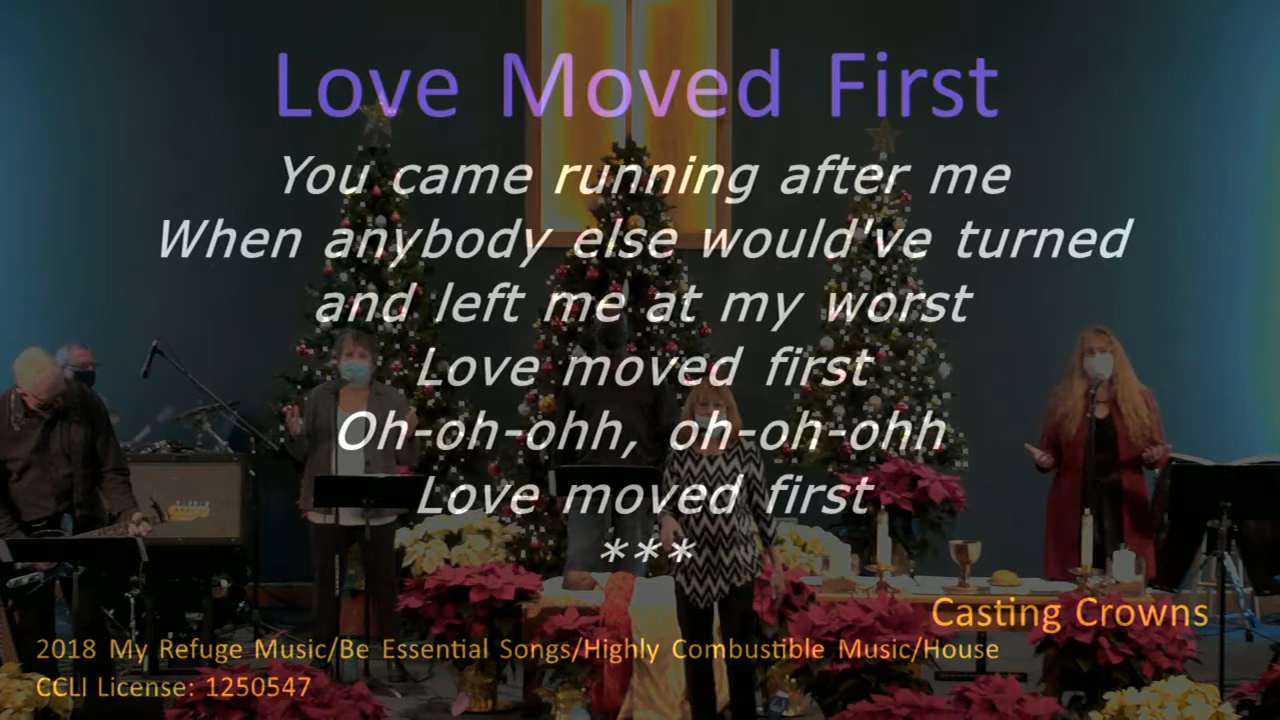 Love Moved First
You came running after me
When anybody else would've turned
and left me at my worst
Love moved first
Oh-oh-ohh, oh-oh-ohh
Love moved first
***
Casting Crowns
2018 My Refuge Music/Be Essential Songs/Highly Combustible Music/House
CCLI License: 1250547